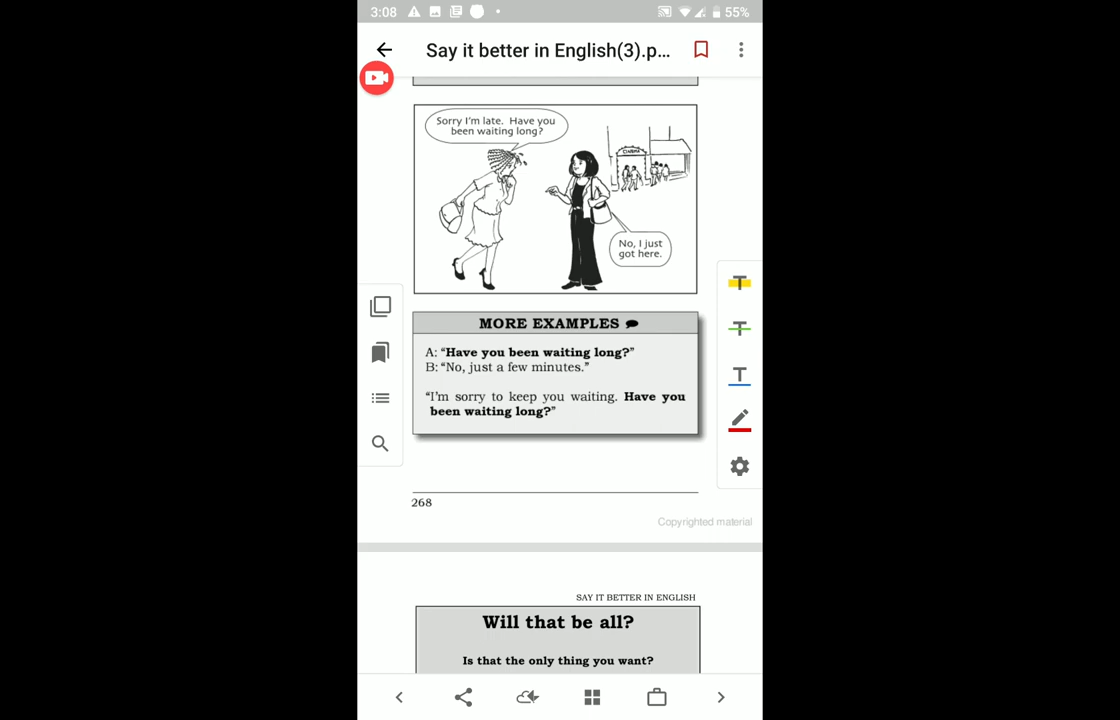 3:08
55%
Say it better in English(3).p...
Sorry I'm late. Have you
been waiting long?
CINEMA
No, I just
got here.
MORE EXAMPLES
A: “Have you been waiting long?”
B: “No, just a few minutes.”
“I'm sorry to keep you waiting. Have you
been waiting long?”
268
Copyrighted material
SAY IT BETTER IN ENGLISH
Will that be all?
Is that the only thing you want?